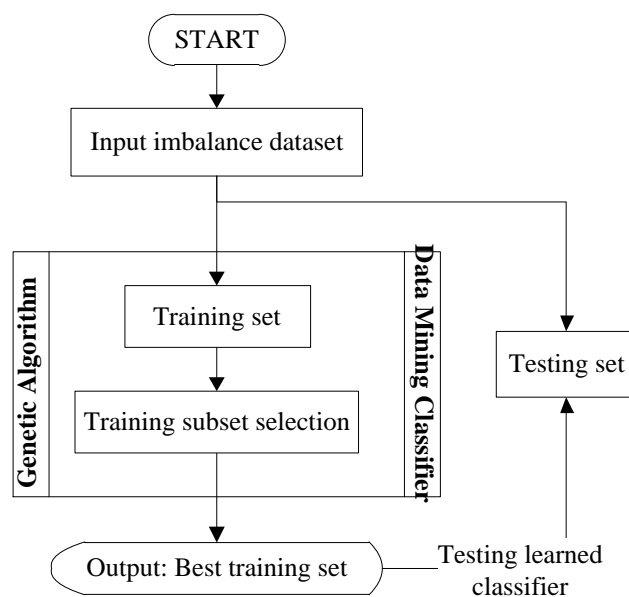 START
Input imbalance dataset
Genetic Algorithm
Data Mining Classifier
Training set
Training subset selection
Testing set
Output: Best training set
Testing learned
classifier